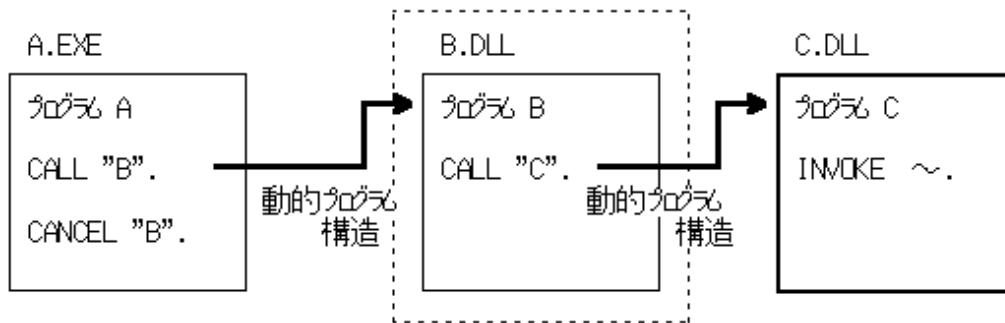 A.EXE
プログラム A
CALL "B".
CANCEL "B".
動的プログラム
構造
B.DLL
プログラム B
CALL "C".
動的プログラム
構造
C.DLL
プログラム C
INVOKE ～.